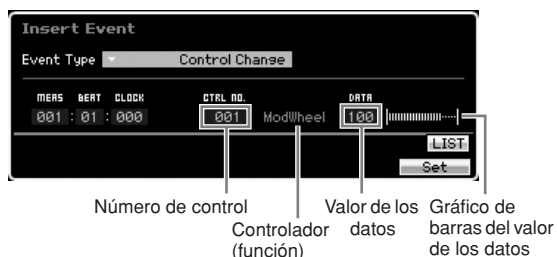 Insert Event
Event Type Control Change
MEAS BEAT CLOCK CTRL NO. DATA
001 : 01 : 000 001 ModWheel 100
LIST
Set
Número de control
Controlador
(función)
Valor de los
datos
Gráfico de
barras del valor
de los datos